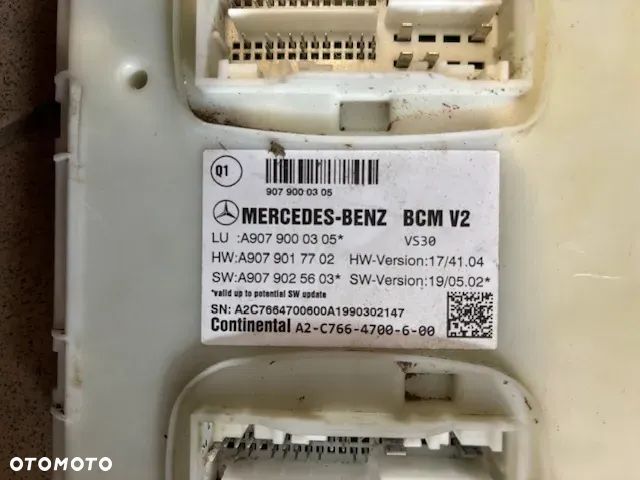 Q1
907 900 03 05
MERCEDES-BENZ BCM V2
LU :A907 900 03 05* VS30
HW:A907 901 77 02 HW-Version:17/41.04
SW:A907 902 56 03* SW-Version:19/05.02*
*valid up to potential SW update
SN: A2C7664700600A1990302147
Continental A2-C766-4700-6-00
OTOMOTO